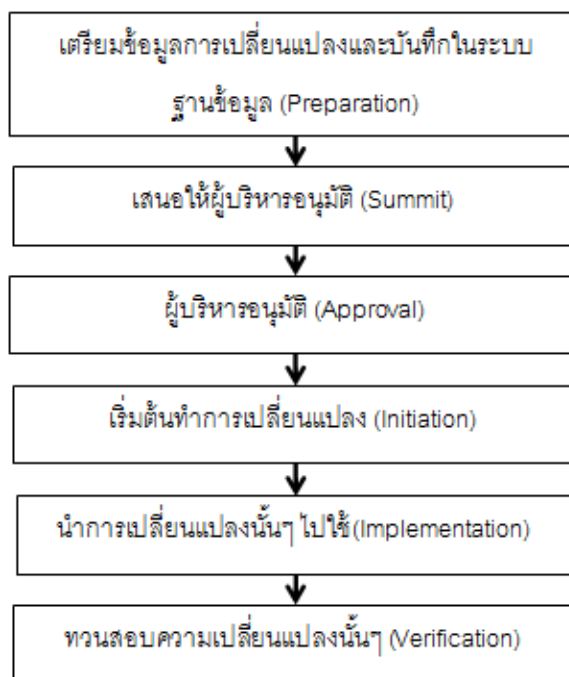 เตรียมข้อมูลการเปลี่ยนแปลงและบันทึกในระบบ
ฐานข้อมูล (Preparation)
เสนอให้ผู้บริหารอนุมัติ (Summit)
ผู้บริหารอนุมัติ (Approval)
เริ่มต้นทำการเปลี่ยนแปลง (Initiation)
นำการเปลี่ยนแปลงนั้นๆ ไปใช้ (Implementation)
ทวนสอบความเปลี่ยนแปลงนั้นๆ (Verification)